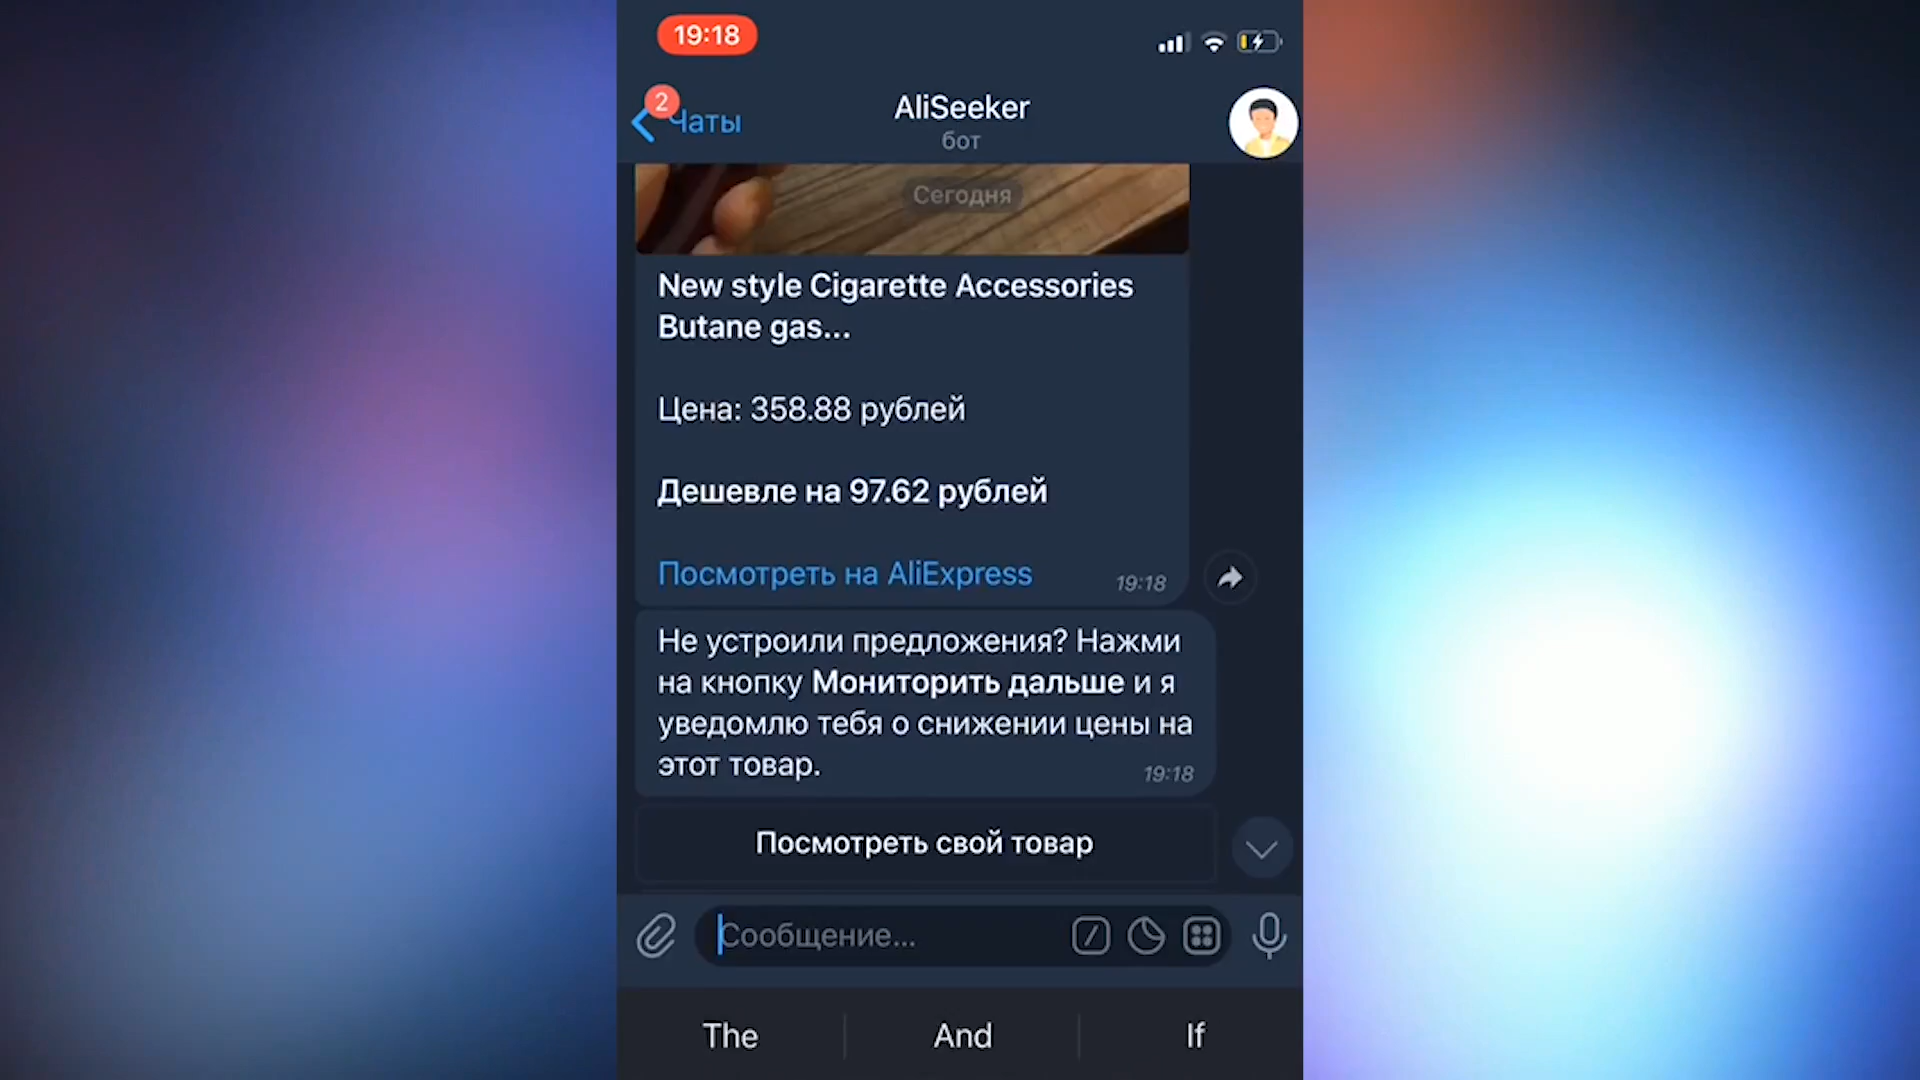 19:18
2
Чаты
AliSeeker
бот
Сегодня
New style Cigarette Accessories
Butane gas...
Цена: 358.88 рублей
Дешевле на 97.62 рублей
Посмотреть на AliExpress
19:18
Не устроили предложения? Нажми
на кнопку Мониторить дальше и я
уведомлю тебя о снижении цены на
этот товар.
19:18
Посмотреть свой товар
Сообщение...
The
And
If